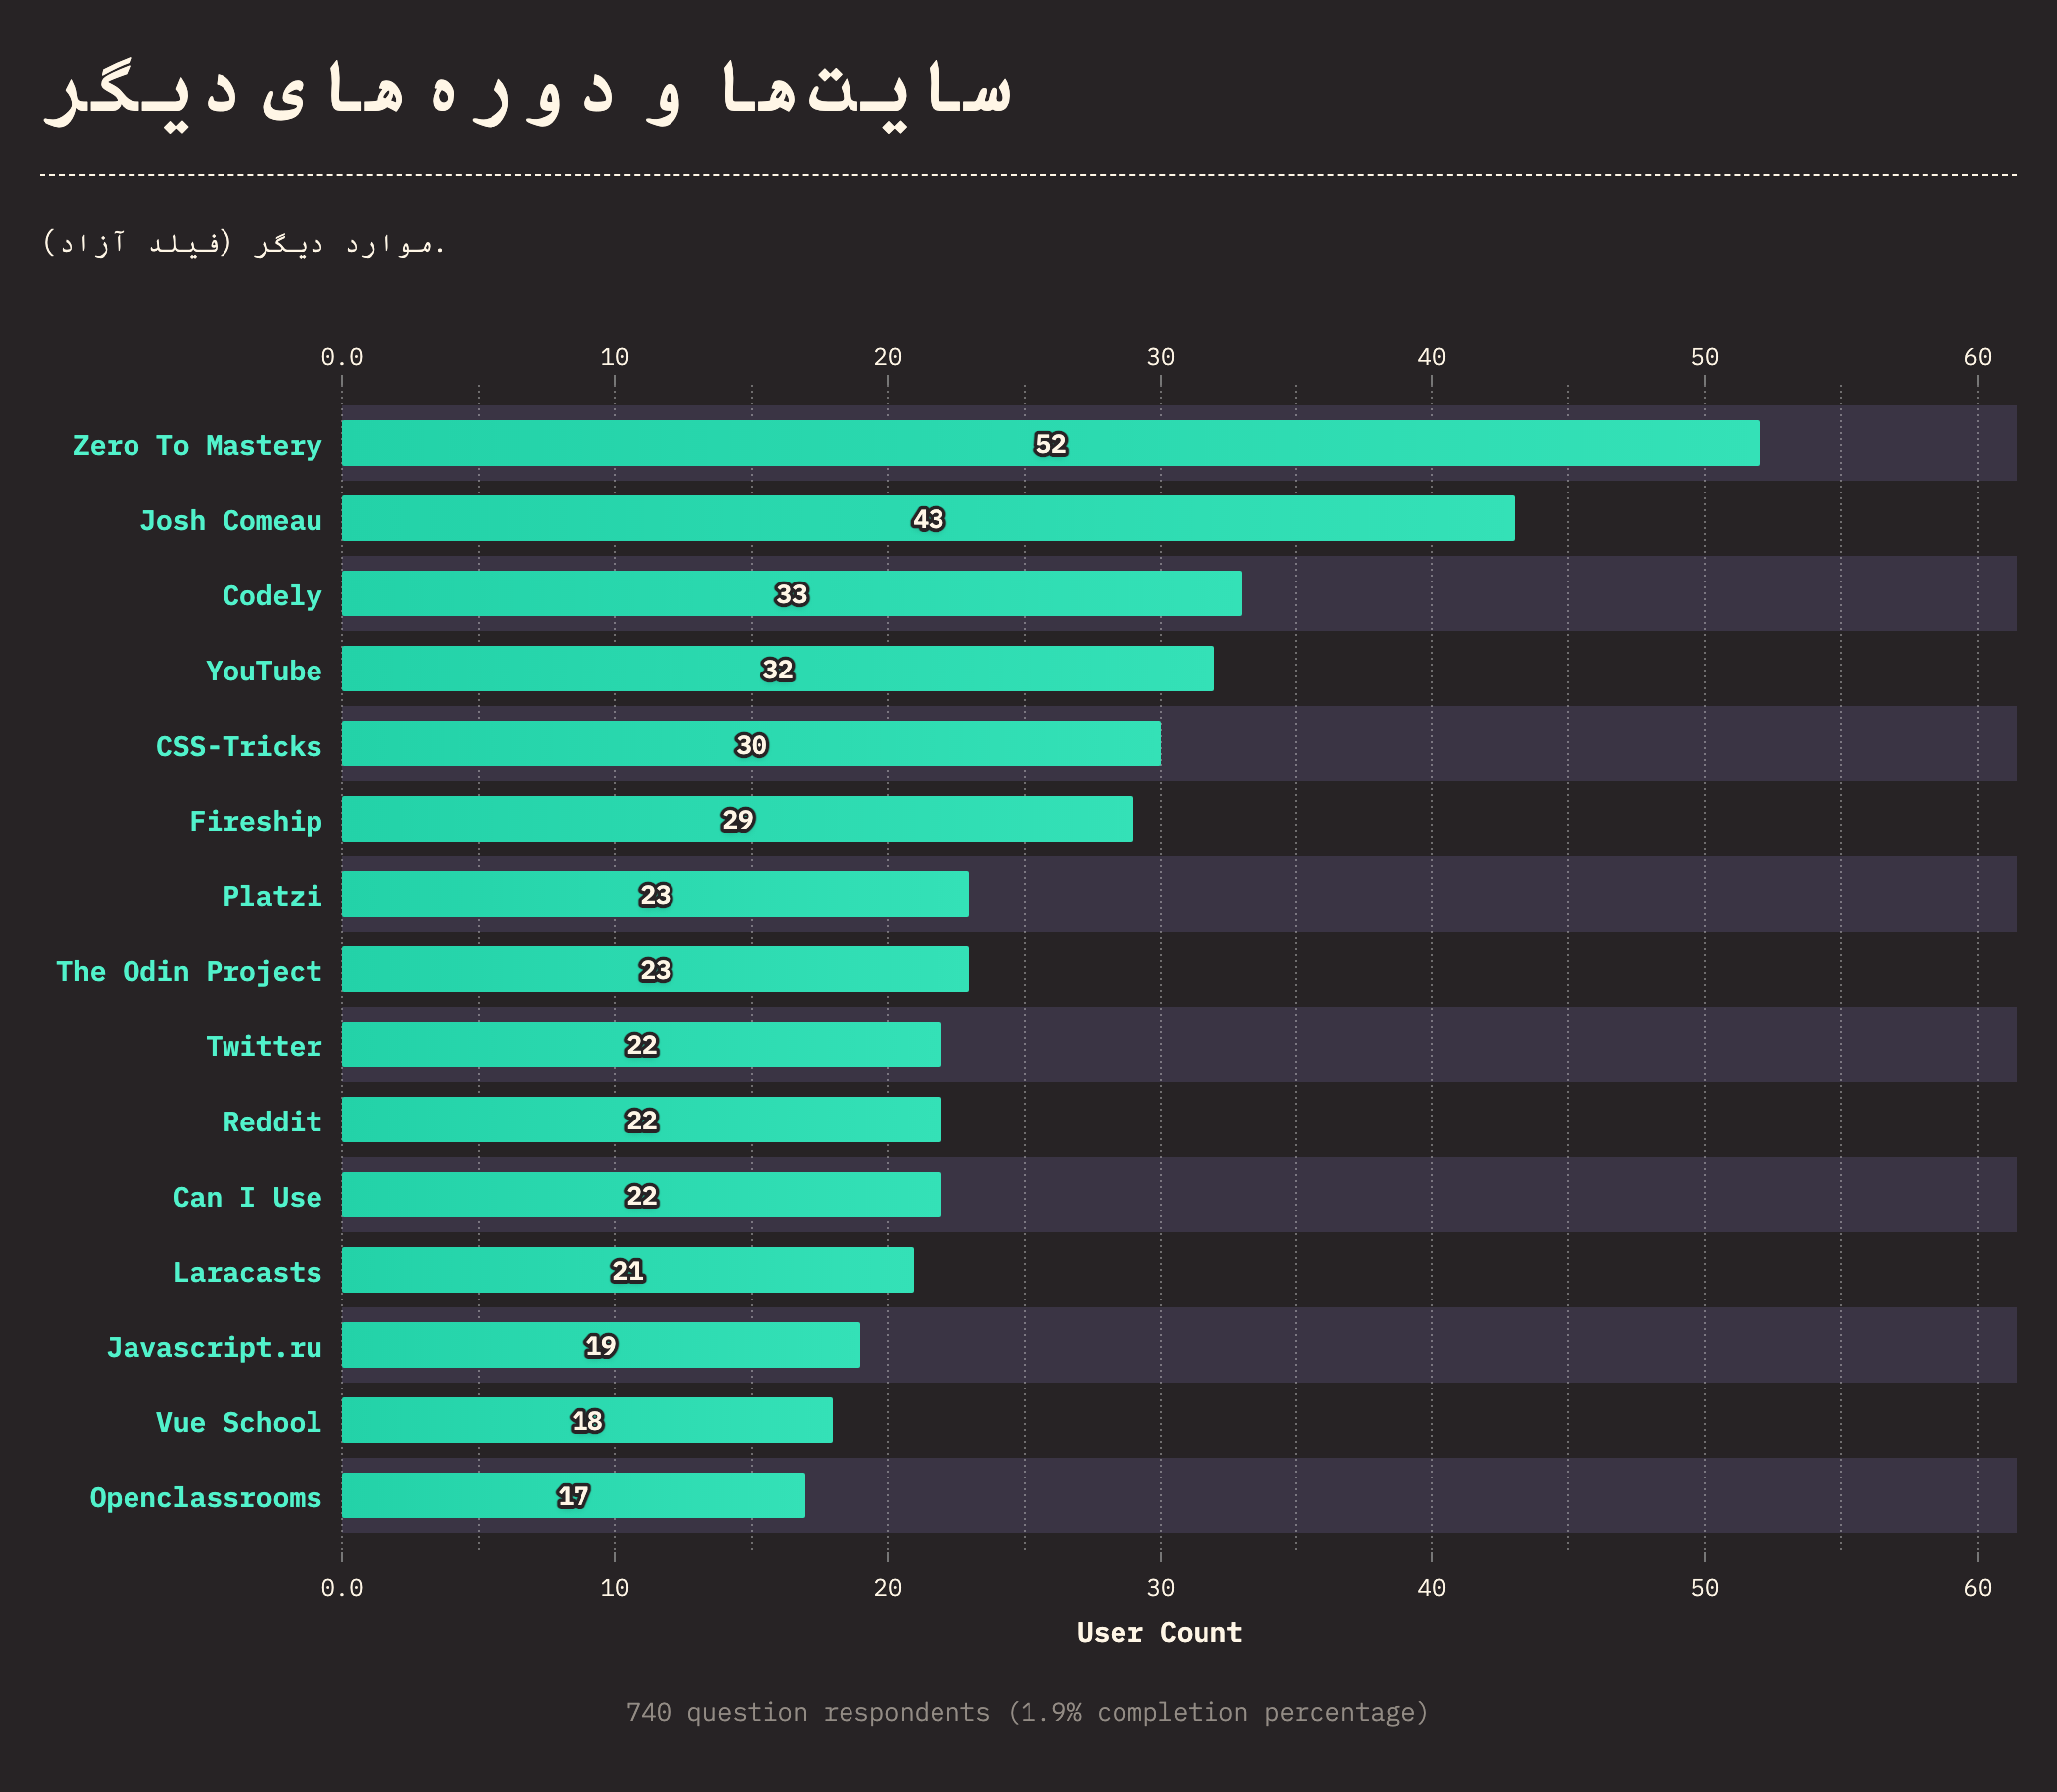 سایت‌ها و دوره های دیگر
موارد دیگر (فیلد آزاد).
0.0 10 20 30 40 50 60
Zero To Mastery 52
Josh Comeau 43
Codely 33
YouTube 32
CSS-Tricks 30
Fireship 29
Platzi 23
The Odin Project 23
Twitter 22
Reddit 22
Can I Use 22
Laracasts 21
Javascript.ru 19
Vue School 18
Openclassrooms 17
0.0 10 20 30 40 50 60
User Count
740 question respondents (1.9% completion percentage)